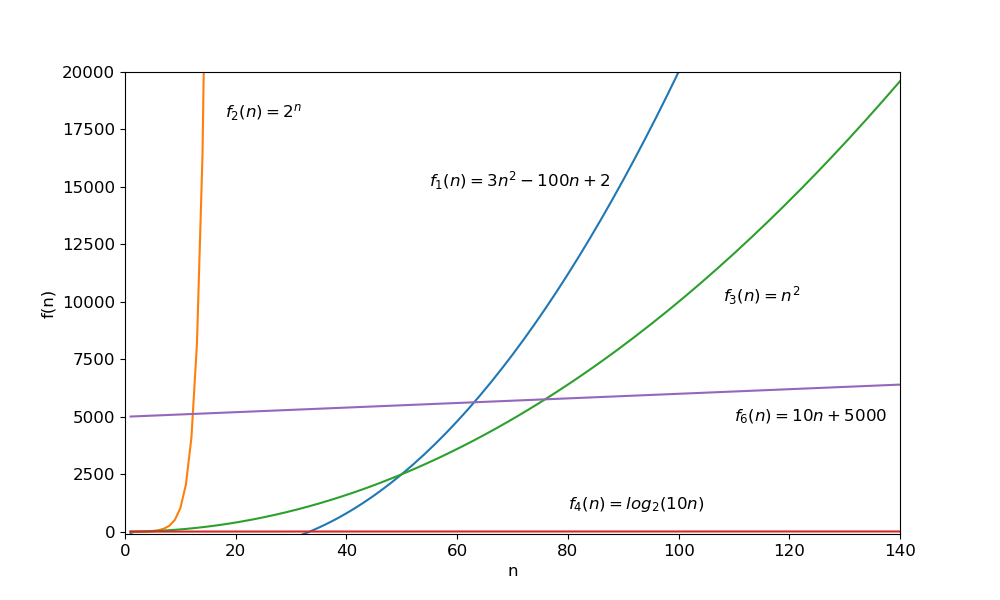 20000
17500
15000
12500
10000
7500
5000
2500
0
f(n)
f₂(n) = 2ⁿ
f₁(n) = 3n² − 100n + 2
f₃(n) = n²
f₆(n) = 10n + 5000
f₄(n) = log₂(10n)
0 20 40 60 80 100 120 140
n